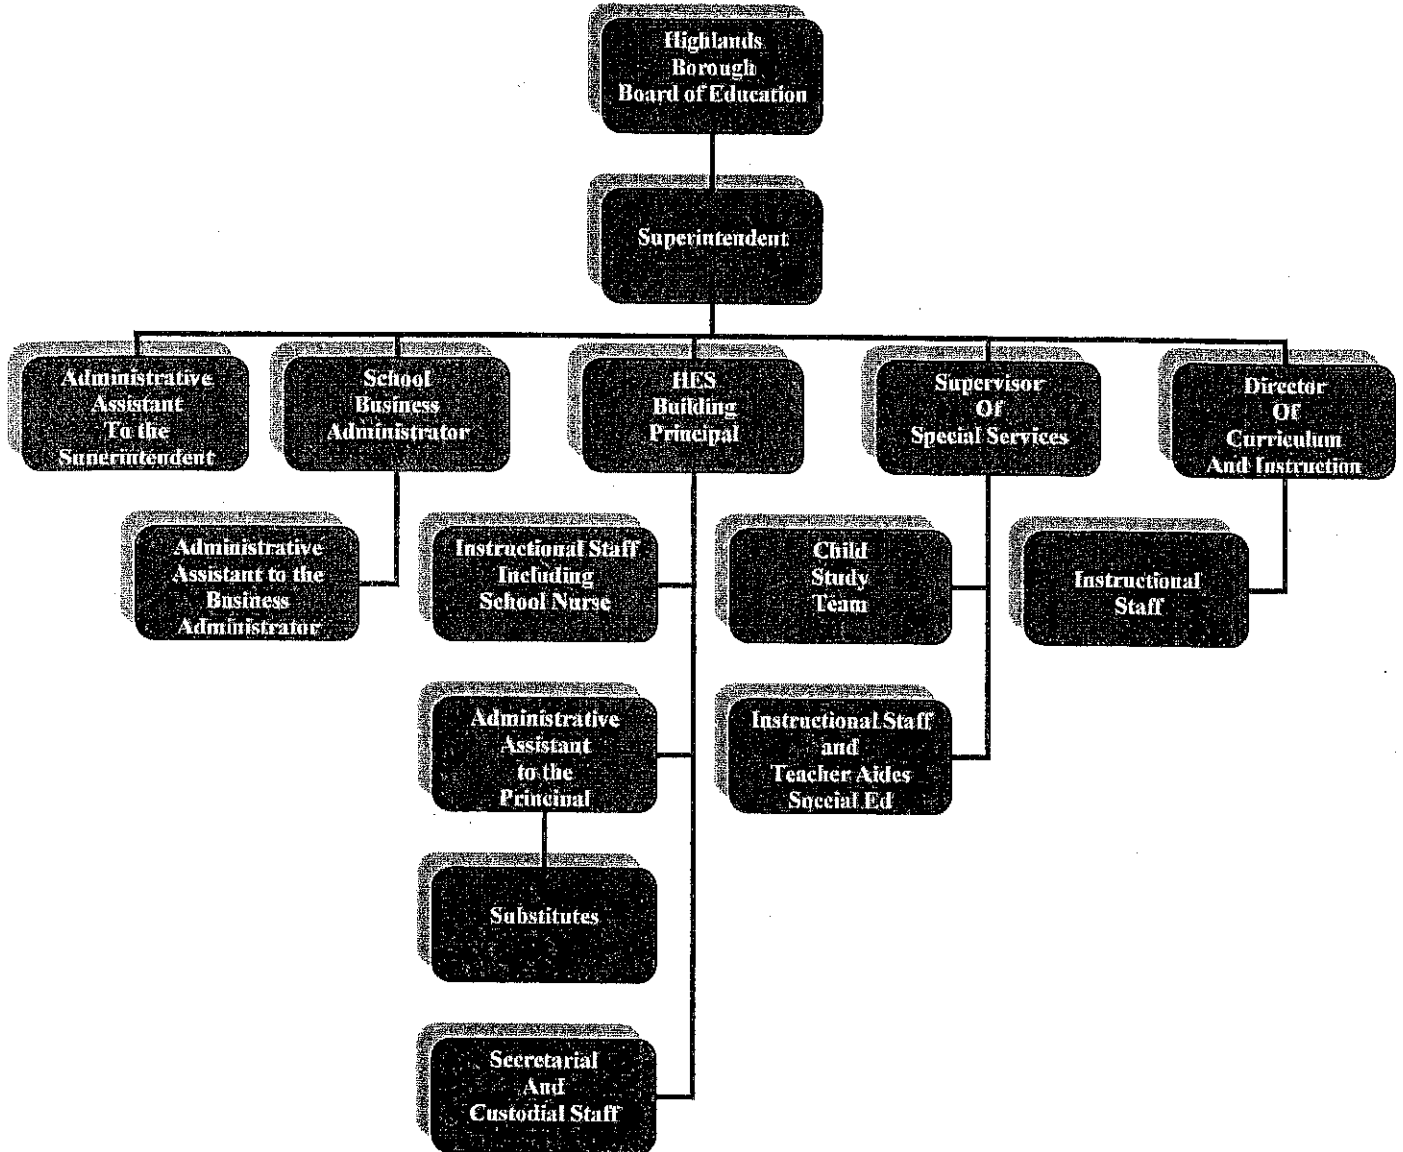 Highlands
Borough
Board of Education
Superintendent
Administrative
Assistant
To the
Superintendent
School
Business
Administrator
HES
Building
Principal
Supervisor
Of
Special Services
Director
Of
Curriculum
And Instruction
Administrative
Assistant to the
Business
Administrator
Instructional Staff
Including
School Nurse
Child
Study
Team
Instructional
Staff
Administrative
Assistant
to the
Principal
Instructional Staff
and
Teacher Aides
Special Ed
Substitutes
Secretarial
And
Custodial Staff